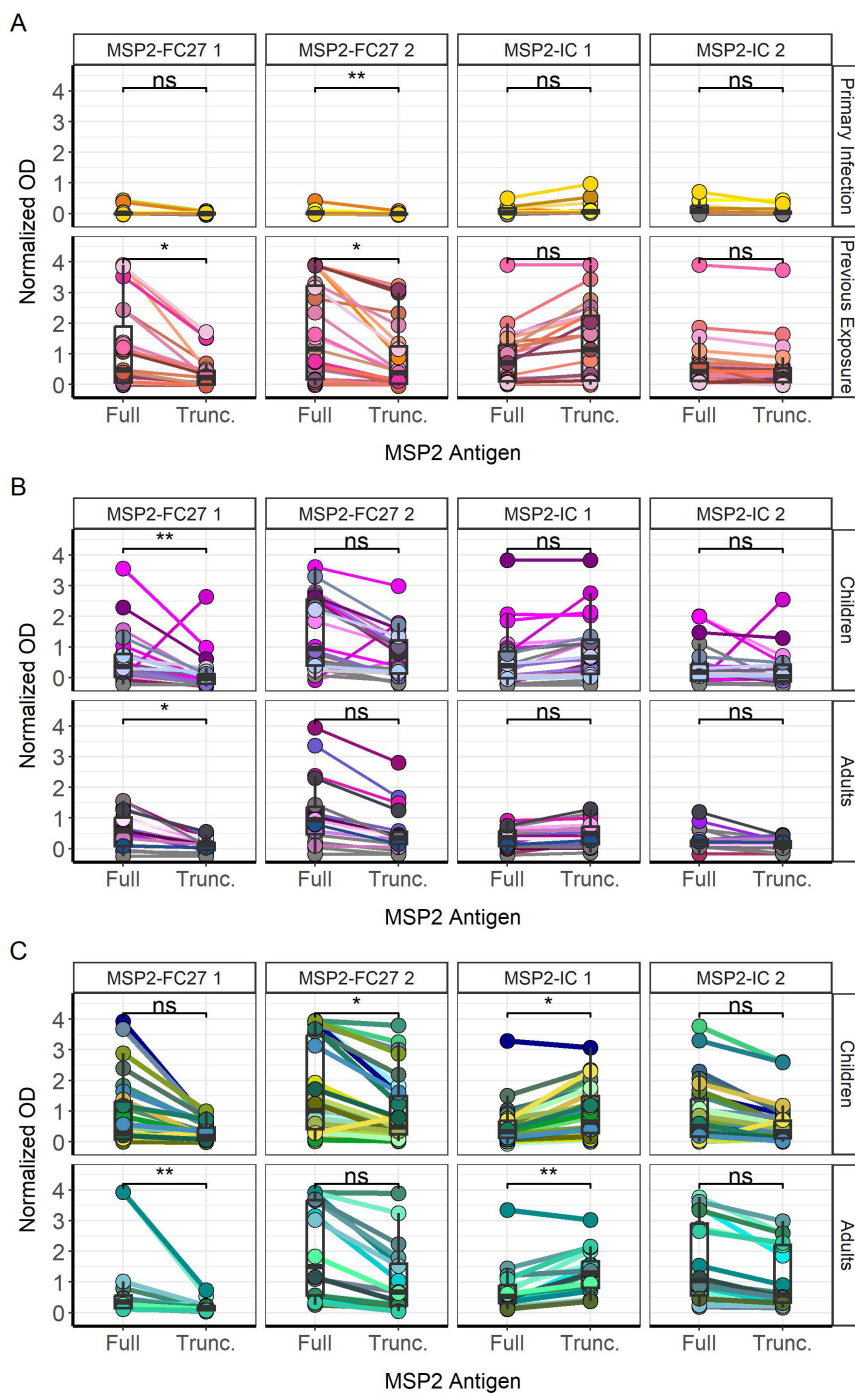 A
MSP2-FC27 1 MSP2-FC27 2 MSP2-IC 1 MSP2-IC 2
4 ns ** ns ns Primary Infection
3
2
1
0
Normalized OD
4 * * ns ns Previous Exposure
3
2
1
0
Full Trunc. Full Trunc. Full Trunc. Full Trunc.
MSP2 Antigen
B
MSP2-FC27 1 MSP2-FC27 2 MSP2-IC 1 MSP2-IC 2
4 ** ns ns ns Children
3
2
1
0
Normalized OD
4 * ns ns ns Adults
3
2
1
0
Full Trunc. Full Trunc. Full Trunc. Full Trunc.
MSP2 Antigen
C
MSP2-FC27 1 MSP2-FC27 2 MSP2-IC 1 MSP2-IC 2
4 ns * * ns Children
3
2
1
0
Normalized OD
4 ** ns ** ns Adults
3
2
1
0
Full Trunc. Full Trunc. Full Trunc. Full Trunc.
MSP2 Antigen